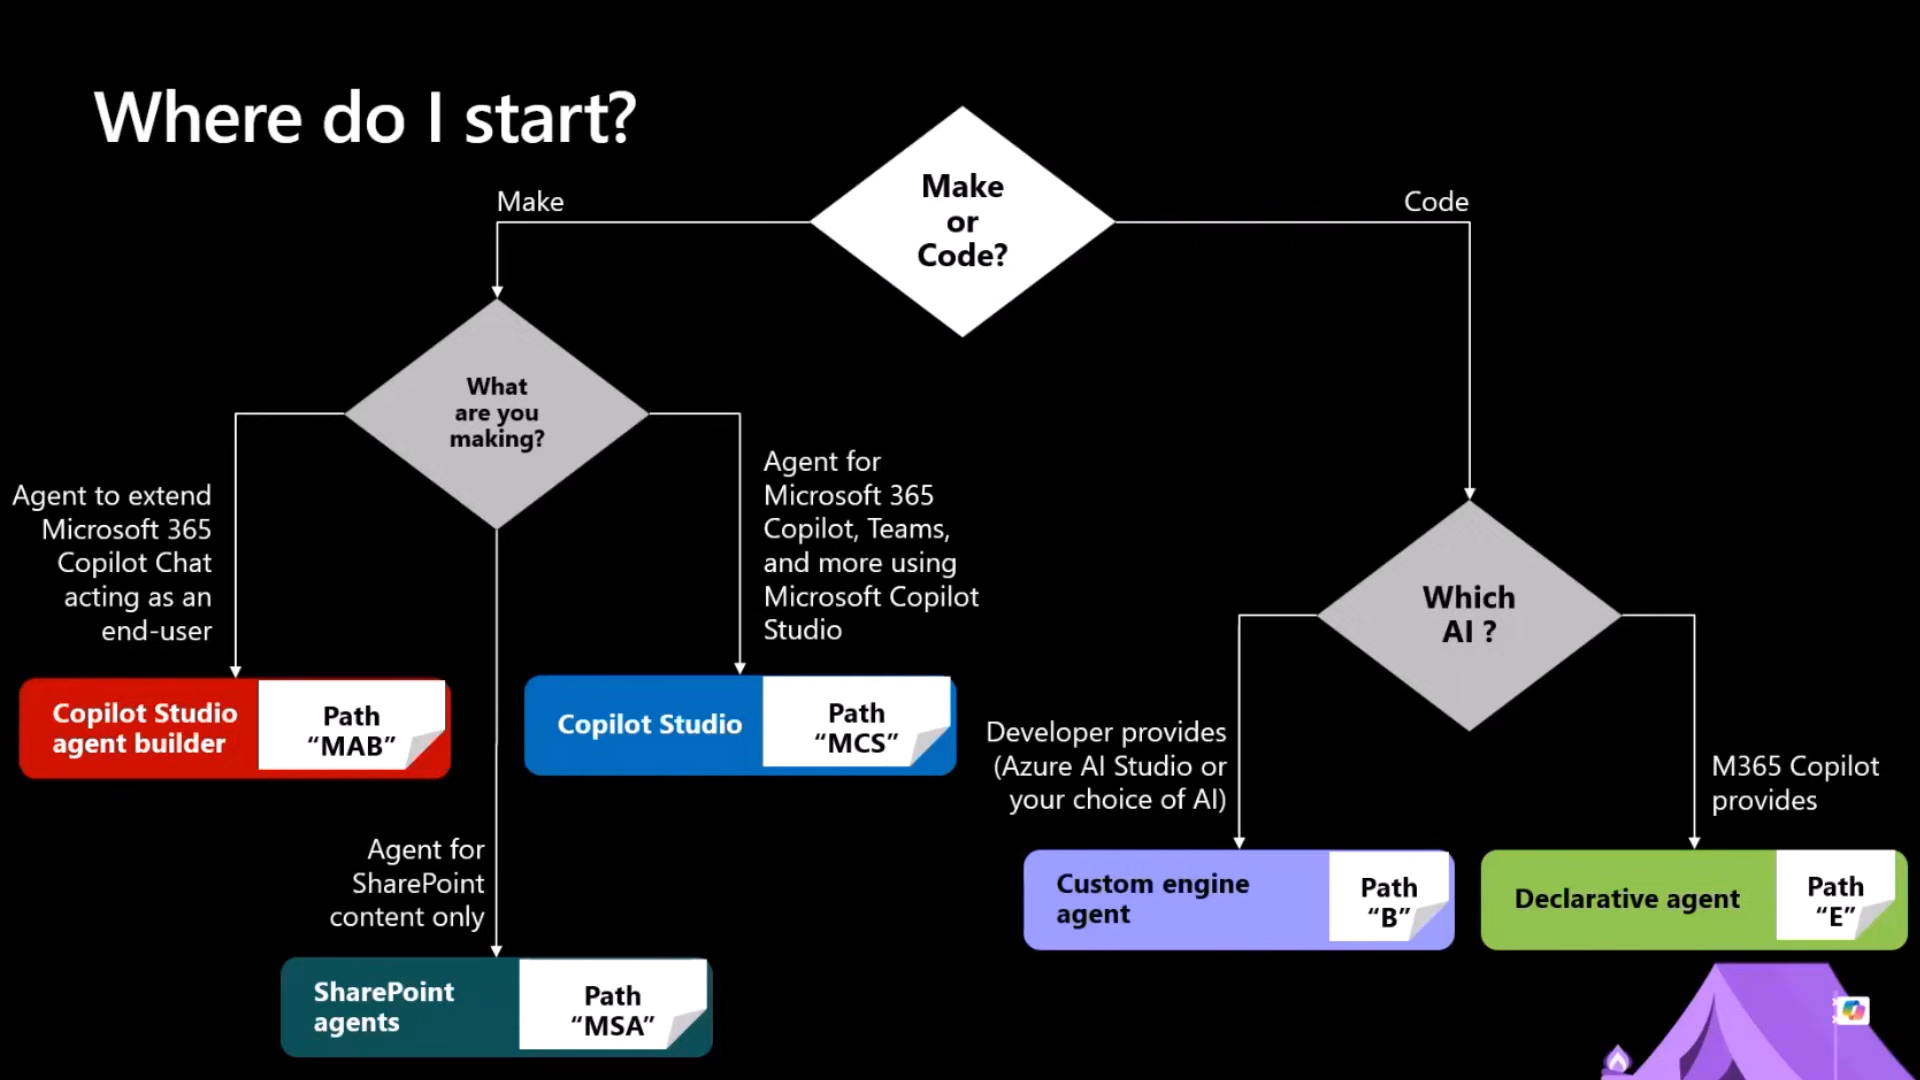 Where do I start?
Make
or
Code?
Make
Code
What
are you
making?
Agent to extend
Microsoft 365
Copilot Chat
acting as an
end-user
Agent for
Microsoft 365
Copilot, Teams,
and more using
Microsoft Copilot
Studio
Which
AI ?
Copilot Studio
agent builder
Path
“MAB”
Copilot Studio
Path
“MCS”
Developer provides
(Azure AI Studio or
your choice of AI)
M365 Copilot
provides
Agent for
SharePoint
content only
Custom engine
agent
Path
“B”
Declarative agent
Path
“E”
SharePoint
agents
Path
“MSA”